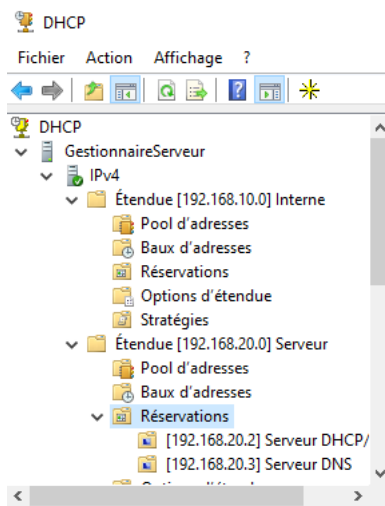 DHCP
Fichier Action Affichage ?
DHCP
GestionnaireServeur
IPv4
Étendue [192.168.10.0] Interne
Pool d'adresses
Baux d'adresses
Réservations
Options d'étendue
Stratégies
Étendue [192.168.20.0] Serveur
Pool d'adresses
Baux d'adresses
Réservations
[192.168.20.2] Serveur DHCP/
[192.168.20.3] Serveur DNS